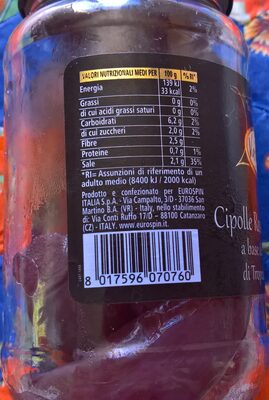 VALORI NUTRIZIONALI MEDI PER 100 g %RI*
Energia 139 kJ
33 kcal 2%
Grassi 0 g 0%
di cui acidi grassi saturi 0 g 0%
Carboidrati 6,2 g 2%
di cui zuccheri 2,0 g 2%
Fibre 2,5 g
Proteine 0,7 g 1%
Sale 2,1 g 35%
*RI= Assunzioni di riferimento di un
adulto medio (8400 kJ / 2000 kcal)
Prodotto e confezionato per EUROSPIN
ITALIA S.p.A. - Via Campalto, 3/D - 37036 San
Martino B.A. (VR) - Italy, nello stabilimento
di: Via Conti Ruffo 17/D – 88100 Catanzaro
(CZ) - ITALY. www.eurospin.it
8 017596 070760
Cipolle
a bas
di Trop